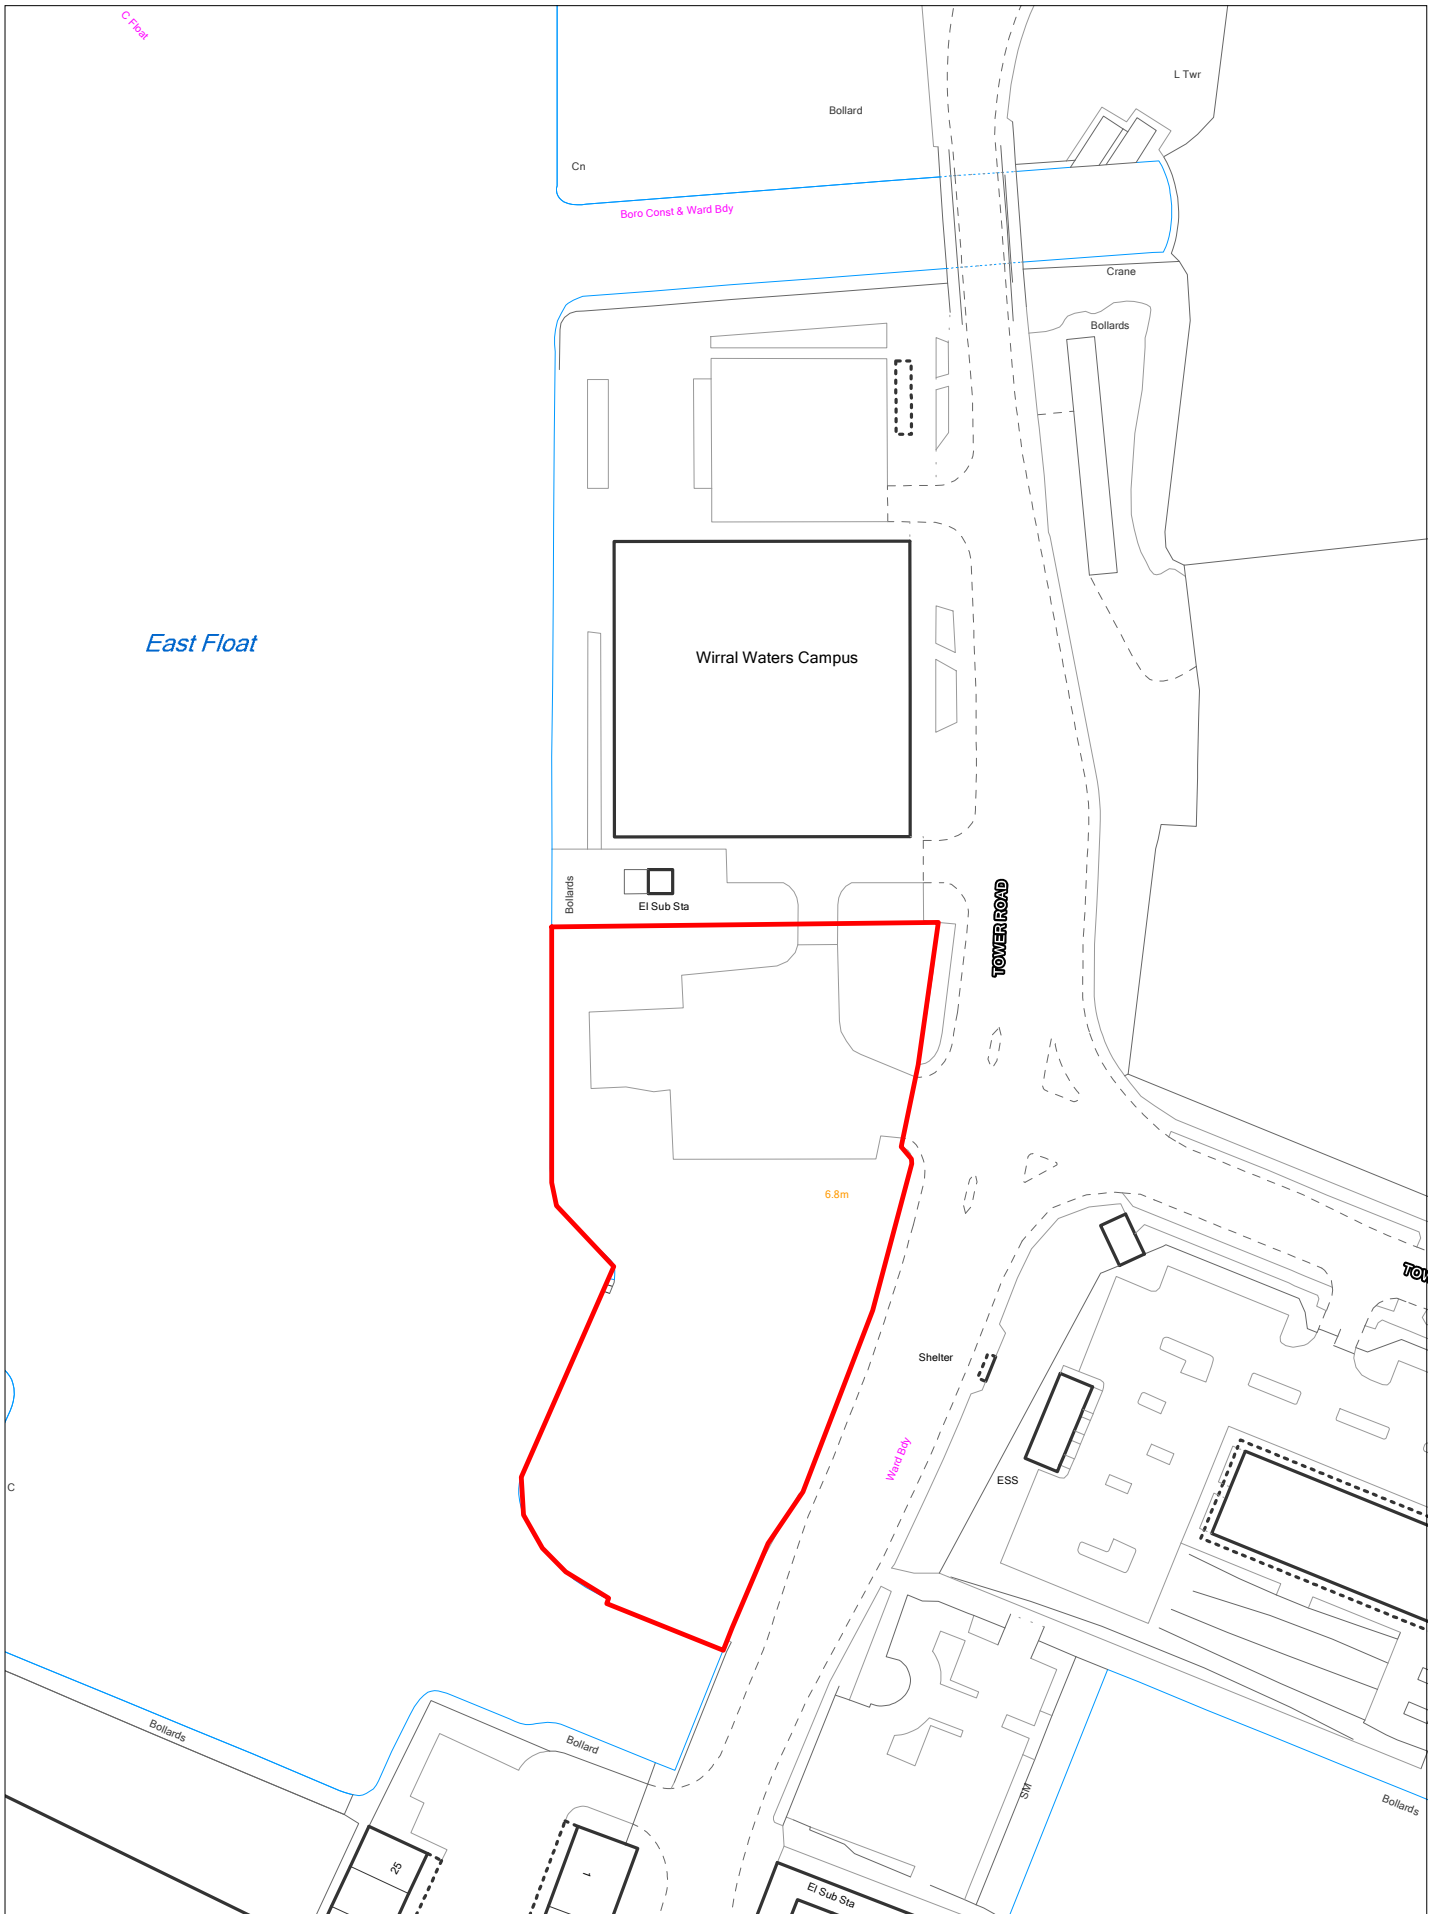 C Float
L Twr
Bollard
Cn
Boro Const & Ward Bdy
Crane
Bollards
East Float
Wirral Waters Campus
Bollards
El Sub Sta
TOWER ROAD
6.8m
TOW
Shelter
Ward Bdy
ESS
C
Bollards
Bollard
SM
Bollards
25
1
El Sub Sta